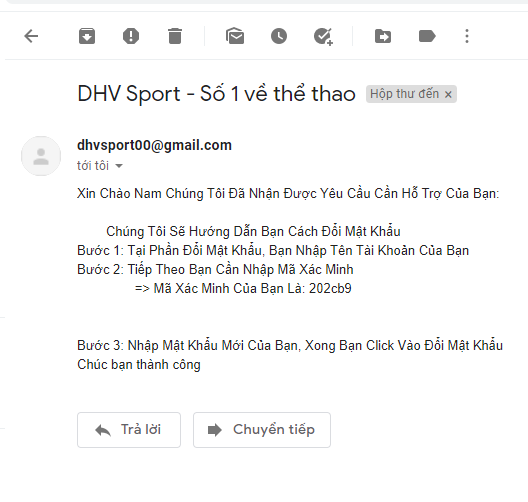 DHV Sport - Số 1 về thể thao Hộp thư đến ×
dhvsport00@gmail.com
tới tôi
Xin Chào Nam Chúng Tôi Đã Nhận Được Yêu Cầu Cần Hỗ Trợ Của Bạn:
Chúng Tôi Sẽ Hướng Dẫn Bạn Cách Đổi Mật Khẩu
Bước 1: Tại Phần Đổi Mật Khẩu, Bạn Nhập Tên Tài Khoản Của Bạn
Bước 2: Tiếp Theo Bạn Cần Nhập Mã Xác Minh
=> Mã Xác Minh Của Bạn Là: 202cb9
Bước 3: Nhập Mật Khẩu Mới Của Bạn, Xong Bạn Click Vào Đổi Mật Khẩu
Chúc bạn thành công
Trả lời Chuyển tiếp